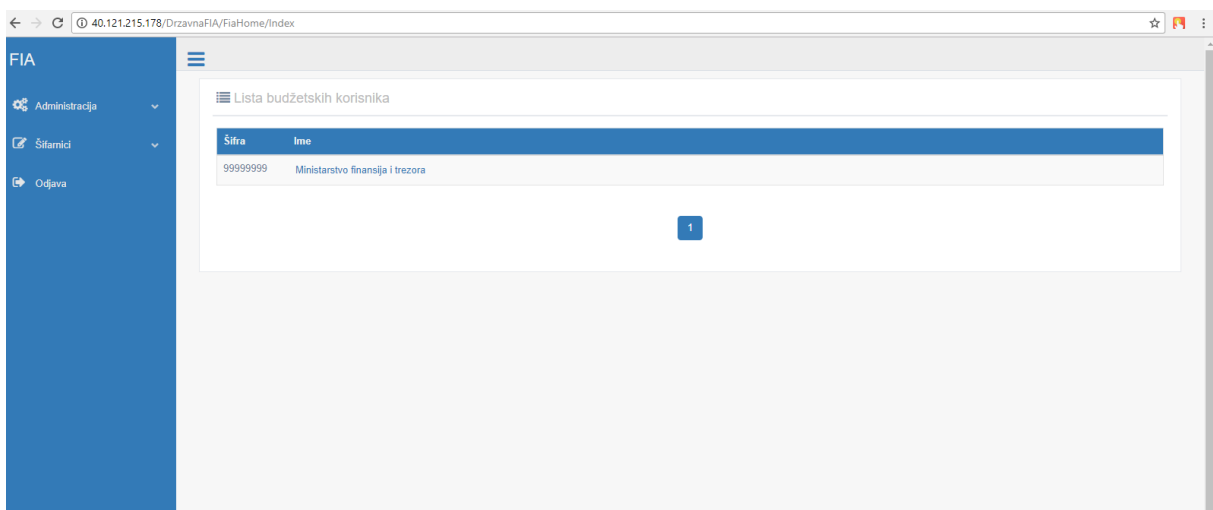 40.121.215.178/DrzavnaFIA/FiaHome/Index
FIA
Administracija
Šifarnici
Odjava
Lista budžetskih korisnika
Šifra Ime
99999999 Ministarstvo finansija i trezora
1